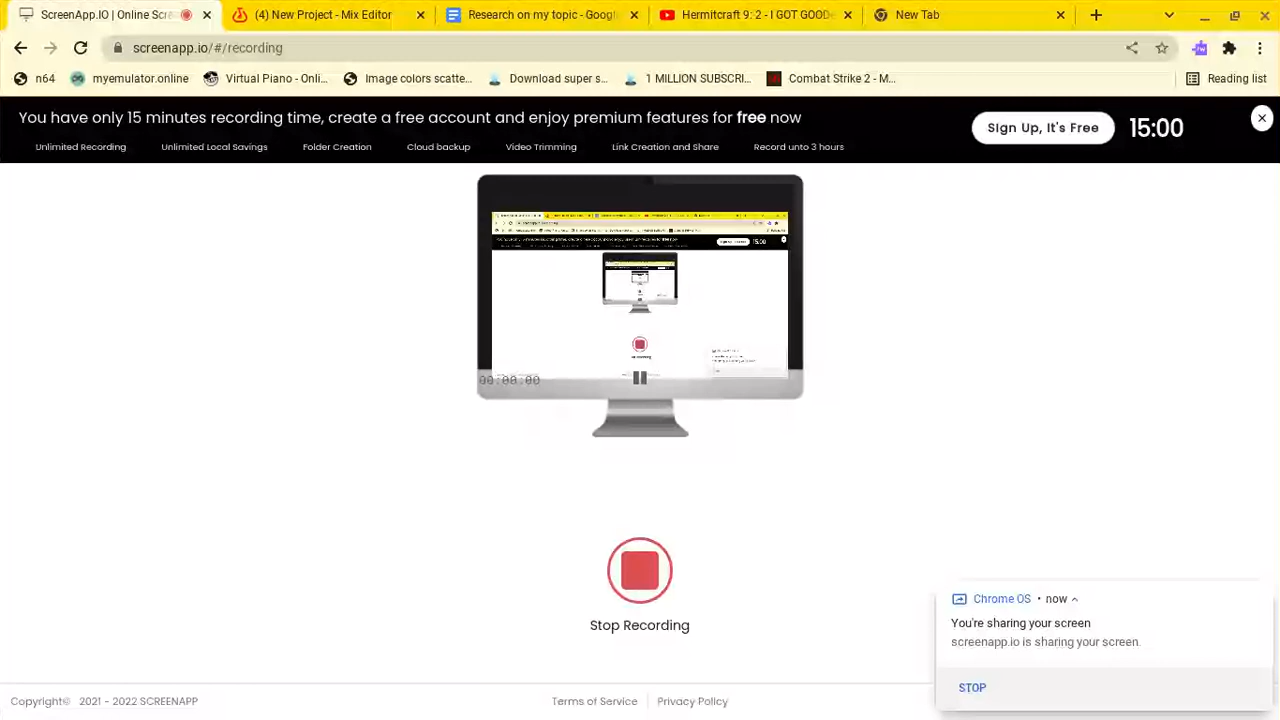 ScreenApp.IO | Online Scre
(4) New Project - Mix Editor
Research on my topic - Google
Hermitcraft 9: 2 - I GOT GOOD
New Tab
screenapp.io/#/recording
n64
myemulator.online
Virtual Piano - Onli...
Image colors scatte...
Download super s...
1 MILLION SUBSCRI...
Combat Strike 2 - M...
Reading list
You have only 15 minutes recording time, create a free account and enjoy premium features for free now
Sign Up, It's Free
15:00
Unlimited Recording
Unlimited Local Savings
Folder Creation
Cloud backup
Video Trimming
Link Creation and Share
Record unto 3 hours
00:00:00
Stop Recording
Chrome OS • now
You're sharing your screen
screenapp.io is sharing your screen.
STOP
Copyright© 2021 - 2022 SCREENAPP
Terms of Service
Privacy Policy